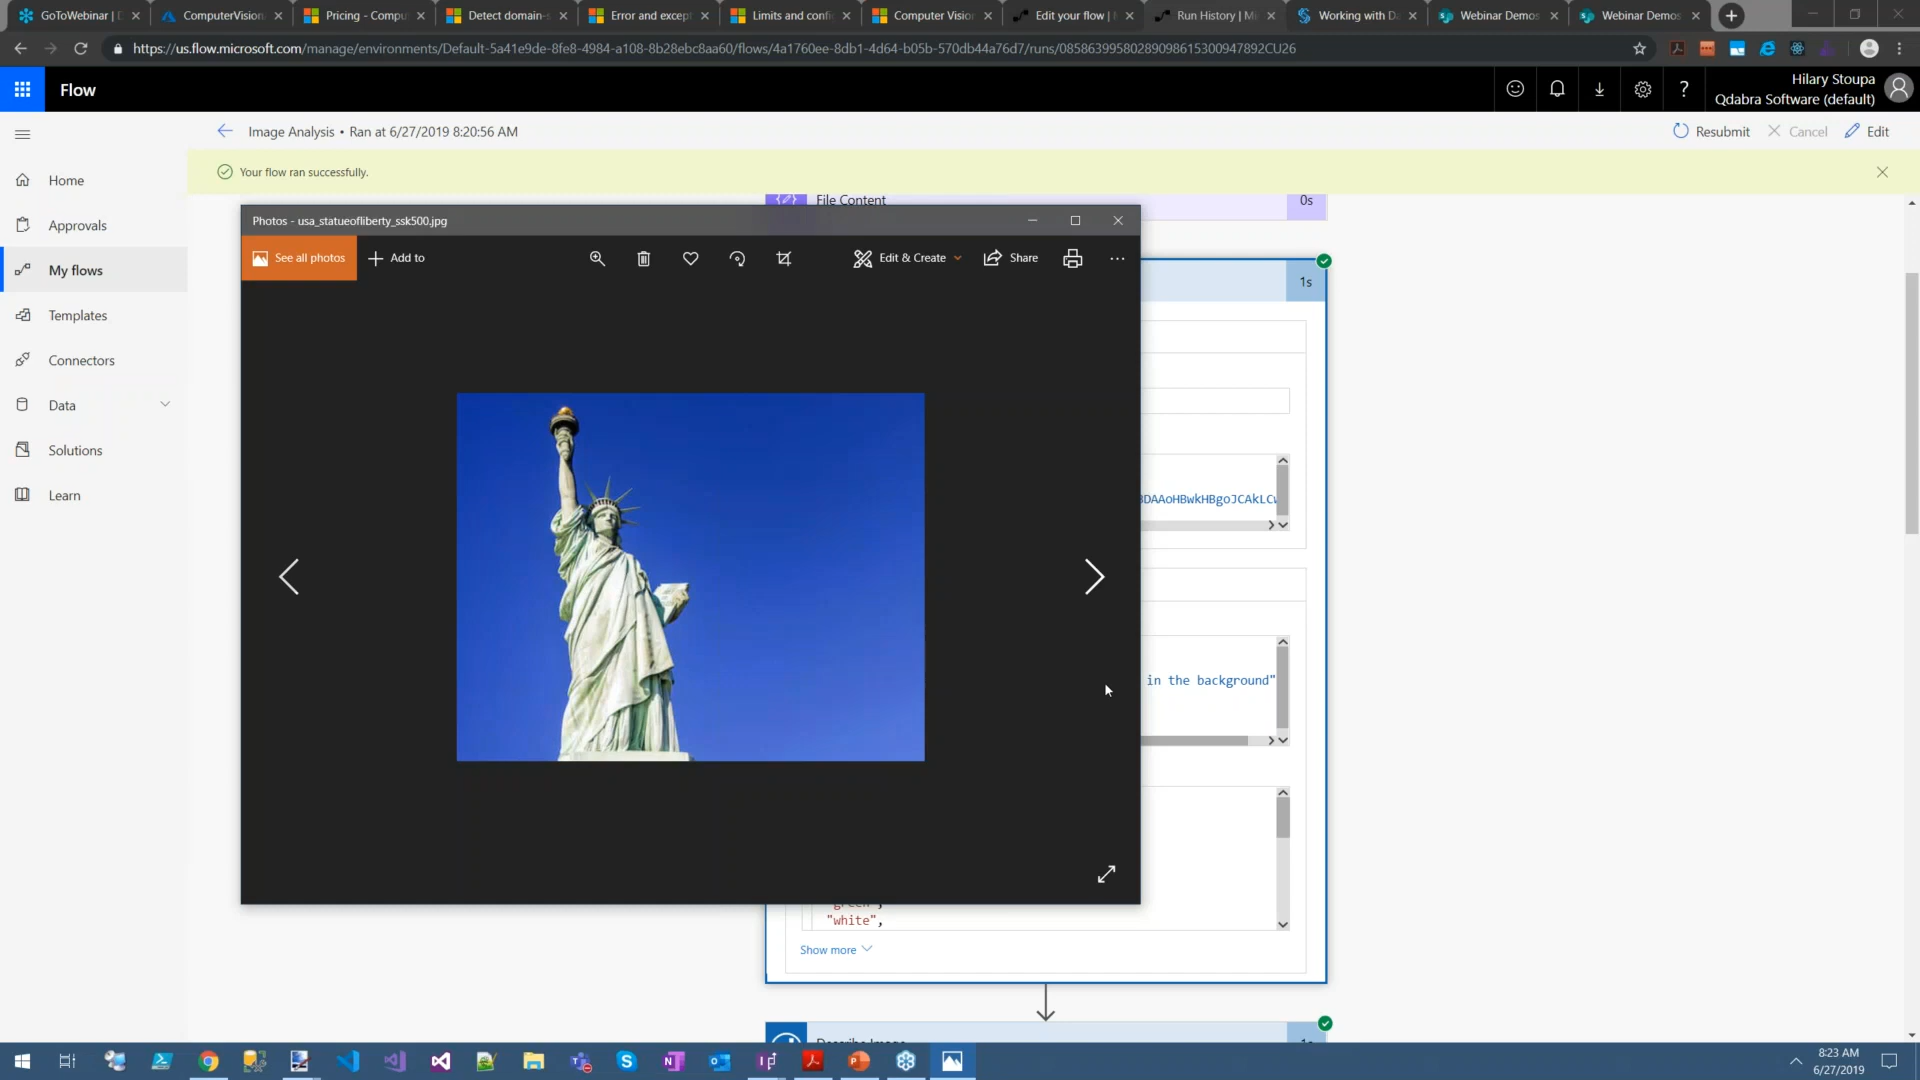 GoToWebinar | D
ComputerVision
Pricing - Compu
Detect domain-s
Error and except
Limits and confi
Computer Vision
Edit your flow | M
Run History | Mi
Working with Da
Webinar Demos
Webinar Demos
https://us.flow.microsoft.com/manage/environments/Default-5a41e9de-8fe8-4984-a108-8b28ebc8aa60/flows/4a1760ee-8db1-4d64-b05b-570db44a76d7/runs/08586399580289098615300947892CU26
Flow
Hilary Stoupa
Qdabra Software (default)
Image Analysis • Ran at 6/27/2019 8:20:56 AM
Resubmit
Cancel
Edit
Your flow ran successfully.
Home
Approvals
My flows
Templates
Connectors
Data
Solutions
Learn
File Content
0s
Photos - usa_statueofliberty_ssk500.jpg
See all photos
Add to
Edit & Create
Share
1s
in the background"
"white",
Show more
8:23 AM
6/27/2019